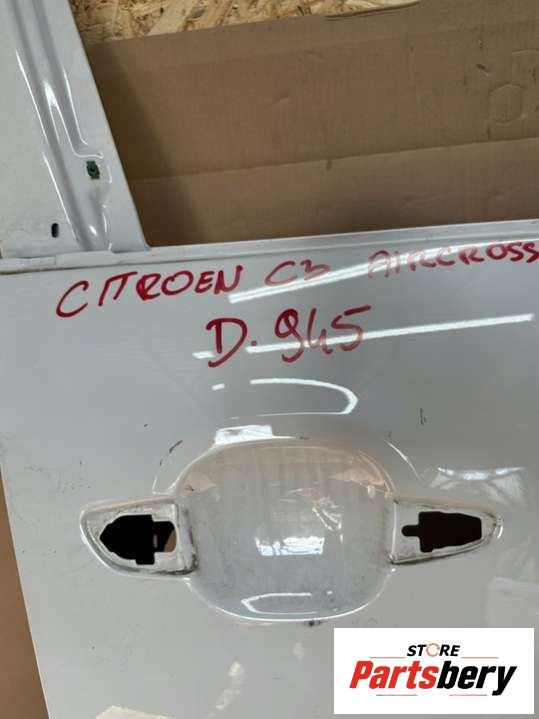 CITROEN C3 AIRCROSS
D.945
STORE
Partsbery